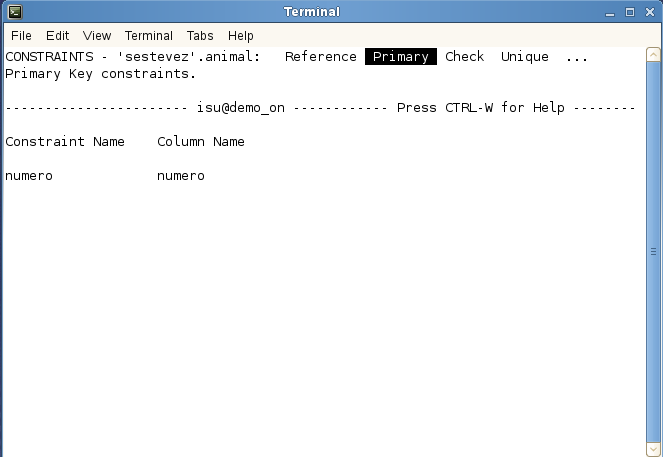 Terminal
File Edit View Terminal Tabs Help
CONSTRAINTS - 'sestevez'.animal: Reference Primary Check Unique ...
Primary Key constraints.
----------------------- isu@demo_on ------------ Press CTRL-W for Help --------
Constraint Name Column Name
numero numero